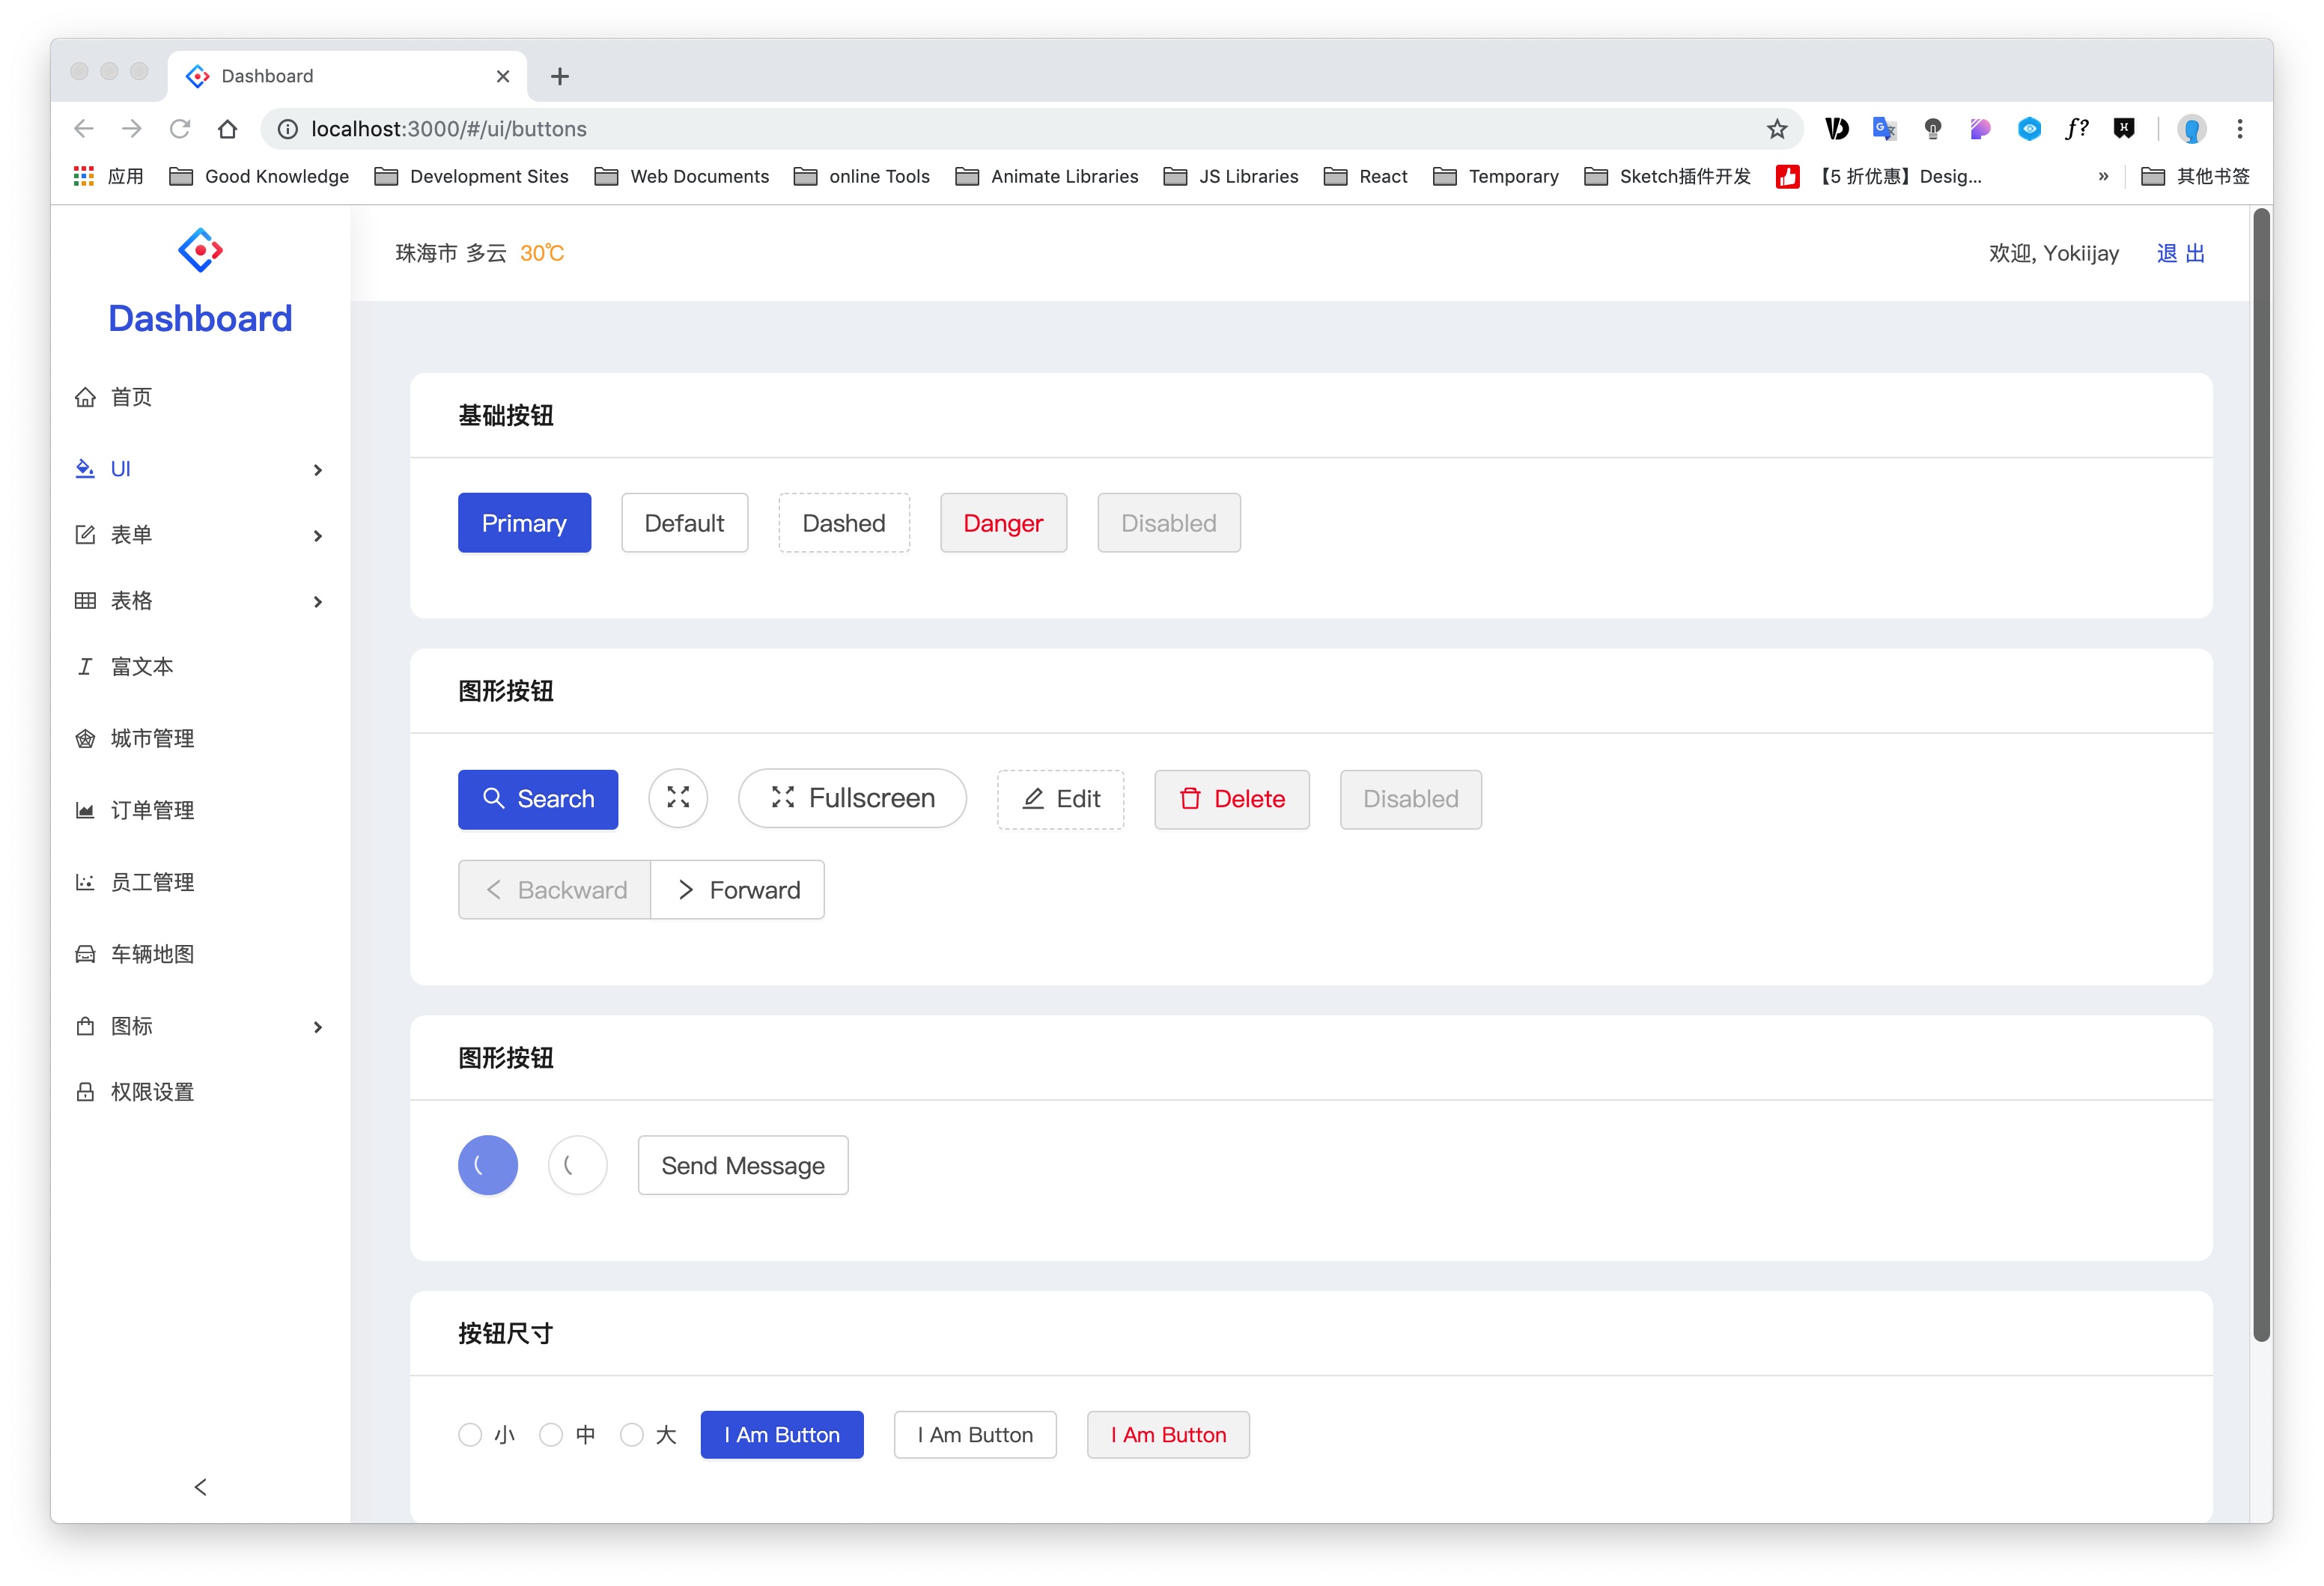 Dashboard
localhost:3000/#/ui/buttons
应用 Good Knowledge Development Sites Web Documents online Tools Animate Libraries JS Libraries React Temporary Sketch插件开发 【5 折优惠】Desig... » 其他书签
Dashboard
首页
UI
表单
表格
富文本
城市管理
订单管理
员工管理
车辆地图
图标
权限设置
珠海市 多云 30℃ 欢迎, Yokiijay 退 出
基础按钮
Primary Default Dashed Danger Disabled
图形按钮
Search Fullscreen Edit Delete Disabled
Backward Forward
图形按钮
Send Message
按钮尺寸
小 中 大 I Am Button I Am Button I Am Button